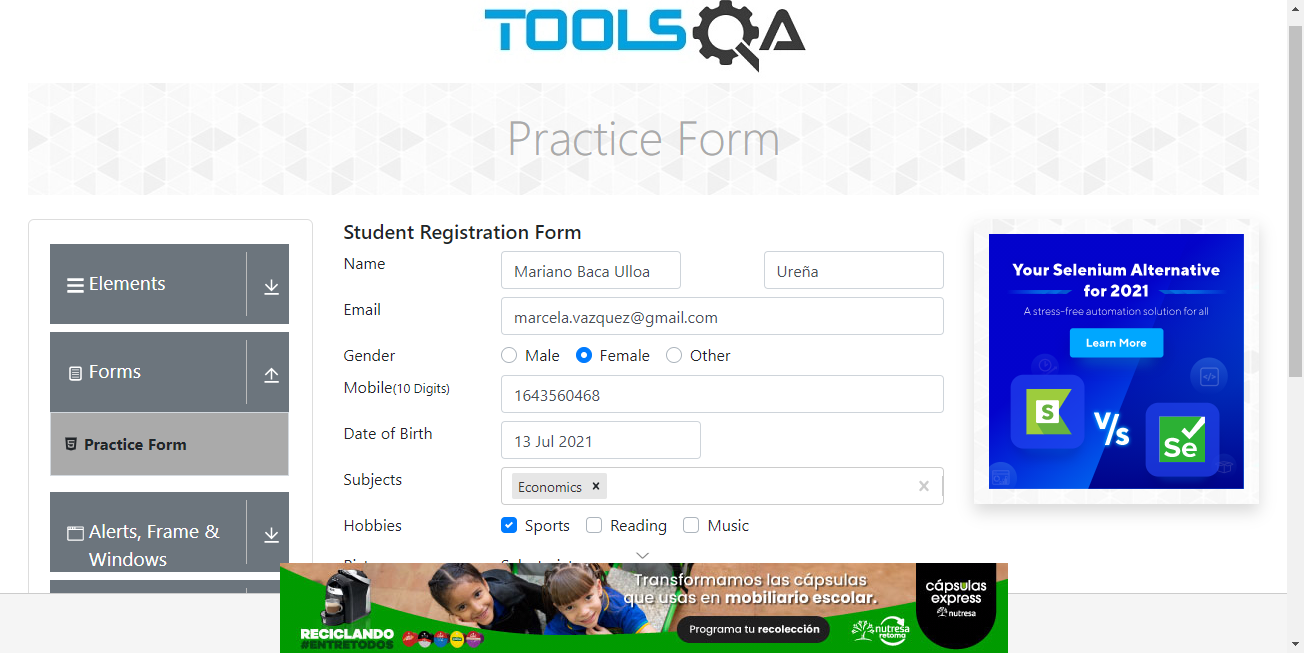 TOOLSQA
Practice Form
Elements
Forms
Practice Form
Alerts, Frame &
Windows
Student Registration Form
Name
Mariano Baca Ulloa
Ureña
Email
marcela.vazquez@gmail.com
Gender
Male
Female
Other
Mobile(10 Digits)
1643560468
Date of Birth
13 Jul 2021
Subjects
Economics
Hobbies
Sports
Reading
Music
Your Selenium Alternative
for 2021
A stress-free automation solution for all
Learn More
S
V/s
Se
RECICLANDO
#ENTRETODOS
Transformamos las cápsulas
que usas en mobiliario escolar.
Programa tu recolección
nutresa
retoma
cápsulas
express
nutresa